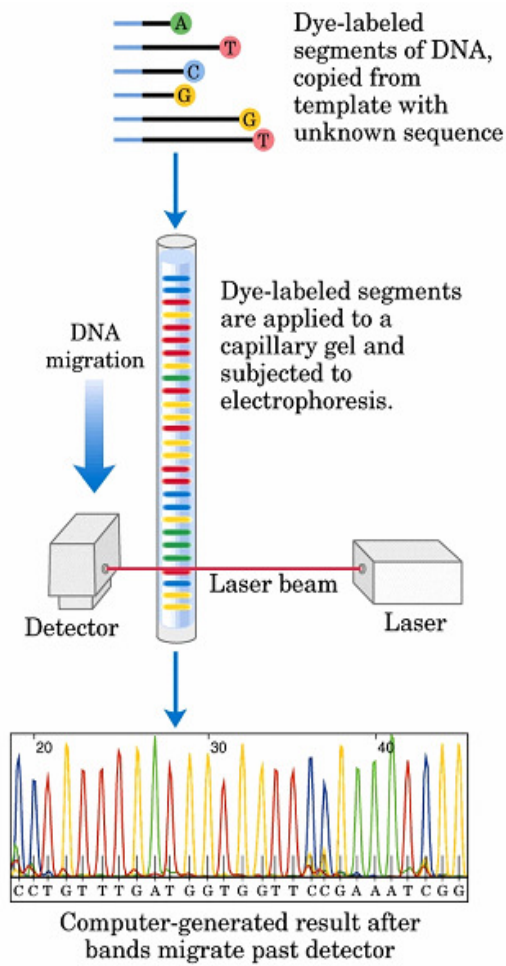 A
T
C
G
G
T
Dye-labeled
segments of DNA,
copied from
template with
unknown sequence
Dye-labeled segments
are applied to a
capillary gel and
subjected to
electrophoresis.
DNA
migration
Laser beam
Detector
Laser
20 30 40
C C T G T T T G A T G G T G G T T C C G A A A T C G G
Computer-generated result after
bands migrate past detector